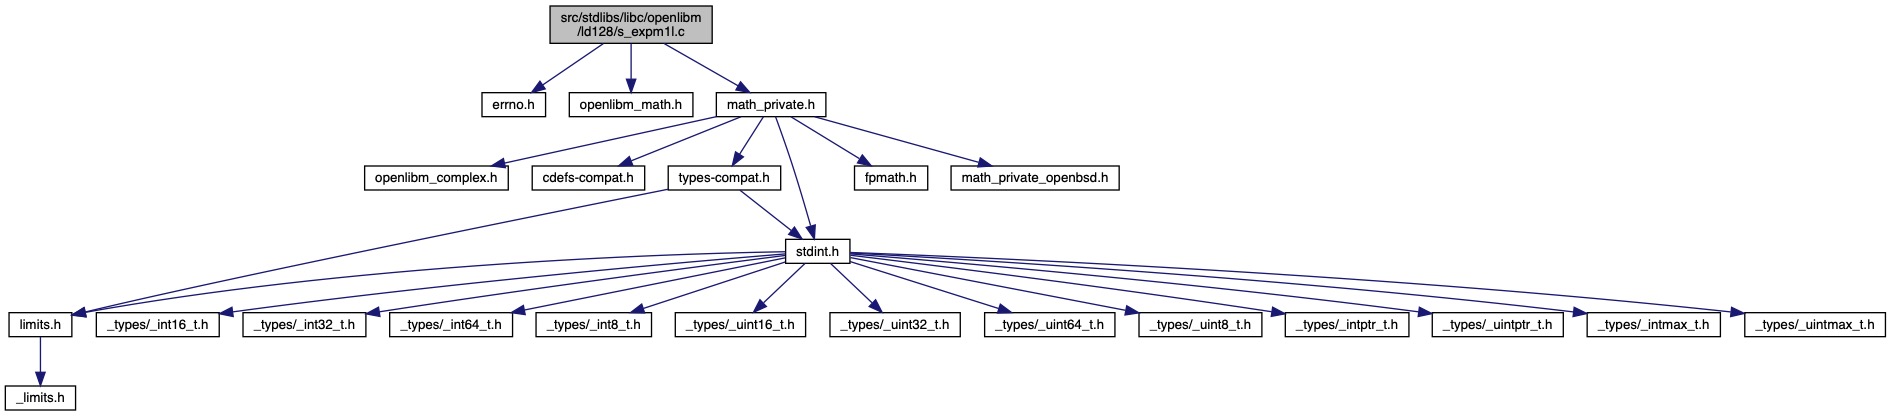 src/stdlibs/libc/openlibm
/ld128/s_expm1l.c
errno.h
openlibm_math.h
math_private.h
openlibm_complex.h
cdefs-compat.h
types-compat.h
fpmath.h
math_private_openbsd.h
stdint.h
limits.h
_types/_int16_t.h
_types/_int32_t.h
_types/_int64_t.h
_types/_int8_t.h
_types/_uint16_t.h
_types/_uint32_t.h
_types/_uint64_t.h
_types/_uint8_t.h
_types/_intptr_t.h
_types/_uintptr_t.h
_types/_intmax_t.h
_types/_uintmax_t.h
_limits.h